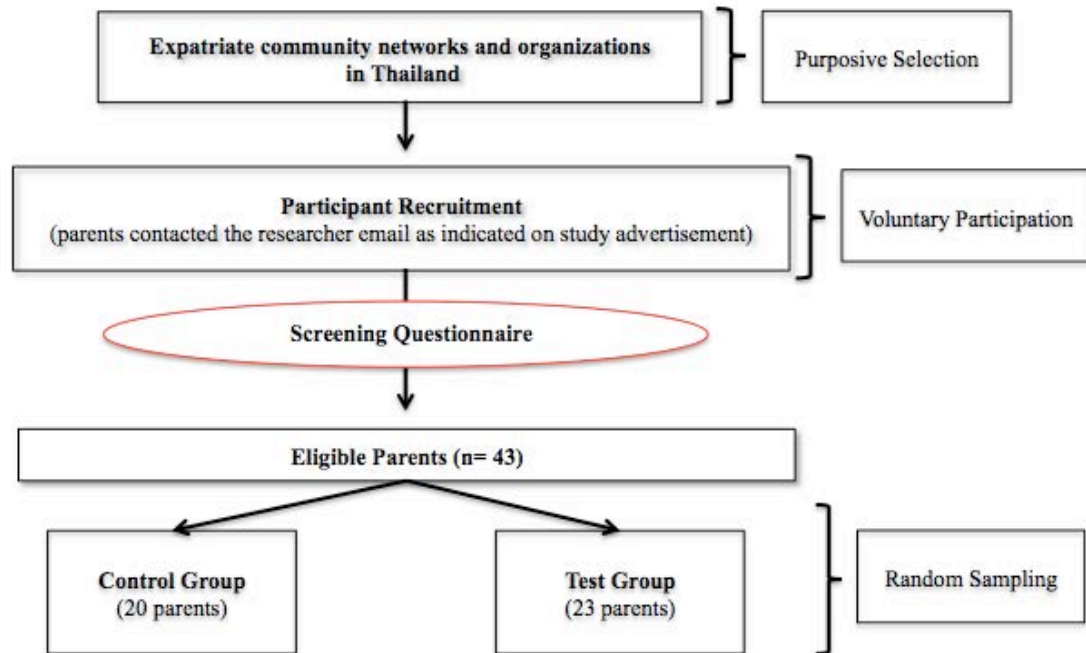 Expatriate community networks and organizations
in Thailand
Purposive Selection
Participant Recruitment
(parents contacted the researcher email as indicated on study advertisement)
Voluntary Participation
Screening Questionnaire
Eligible Parents (n= 43)
Control Group
(20 parents)
Test Group
(23 parents)
Random Sampling